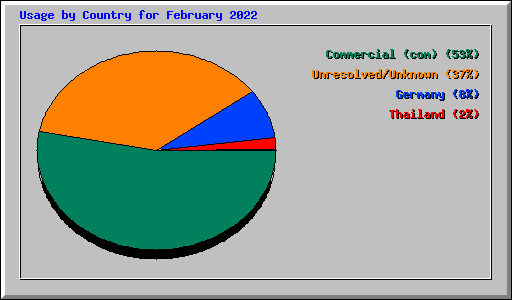 Usage by Country for February 2022
Commercial (com) (53%)
Unresolved/Unknown (37%)
Germany (8%)
Thailand (2%)